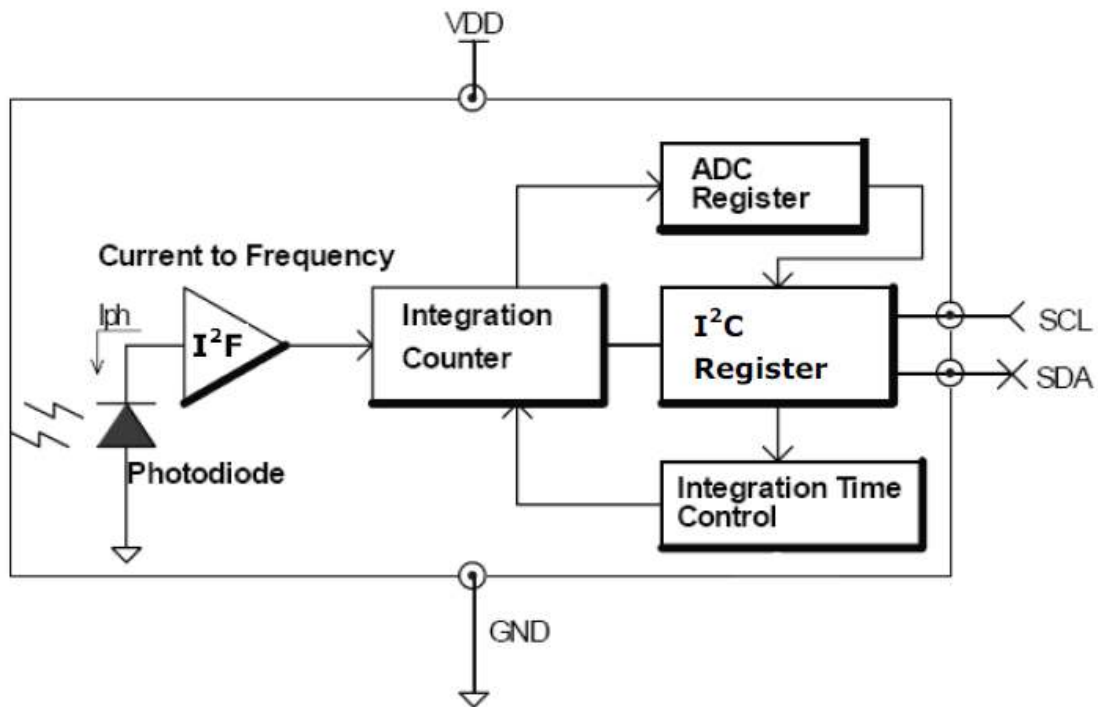 VDD
ADC
Register
Current to Frequency
Iph
I²F
Integration
Counter
I²C
Register
SCL
SDA
Photodiode
Integration Time
Control
GND